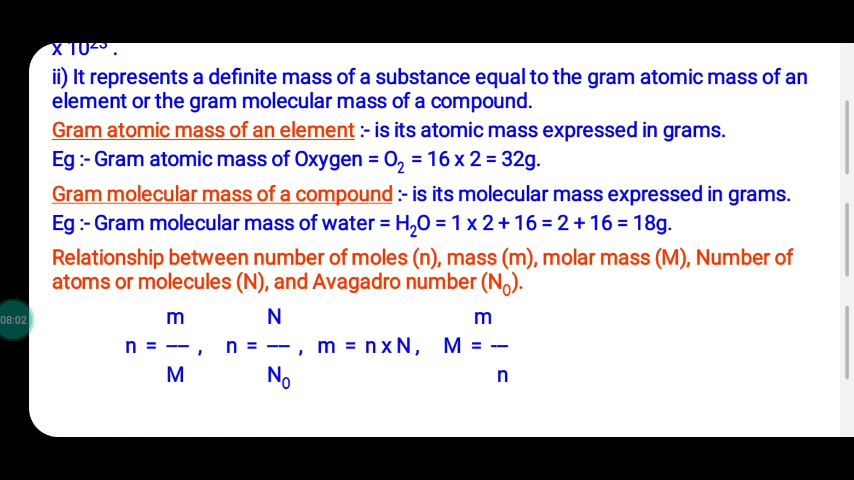 x 10²³ .
ii) It represents a definite mass of a substance equal to the gram atomic mass of an
element or the gram molecular mass of a compound.
Gram atomic mass of an element :- is its atomic mass expressed in grams.
Eg :- Gram atomic mass of Oxygen = O₂ = 16 x 2 = 32g.
Gram molecular mass of a compound :- is its molecular mass expressed in grams.
Eg :- Gram molecular mass of water = H₂O = 1 x 2 + 16 = 2 + 16 = 18g.
Relationship between number of moles (n), mass (m), molar mass (M), Number of
atoms or molecules (N), and Avagadro number (N₀).
m N m
n = — , n = — , m = n x N , M = —
M N₀ n
08:02